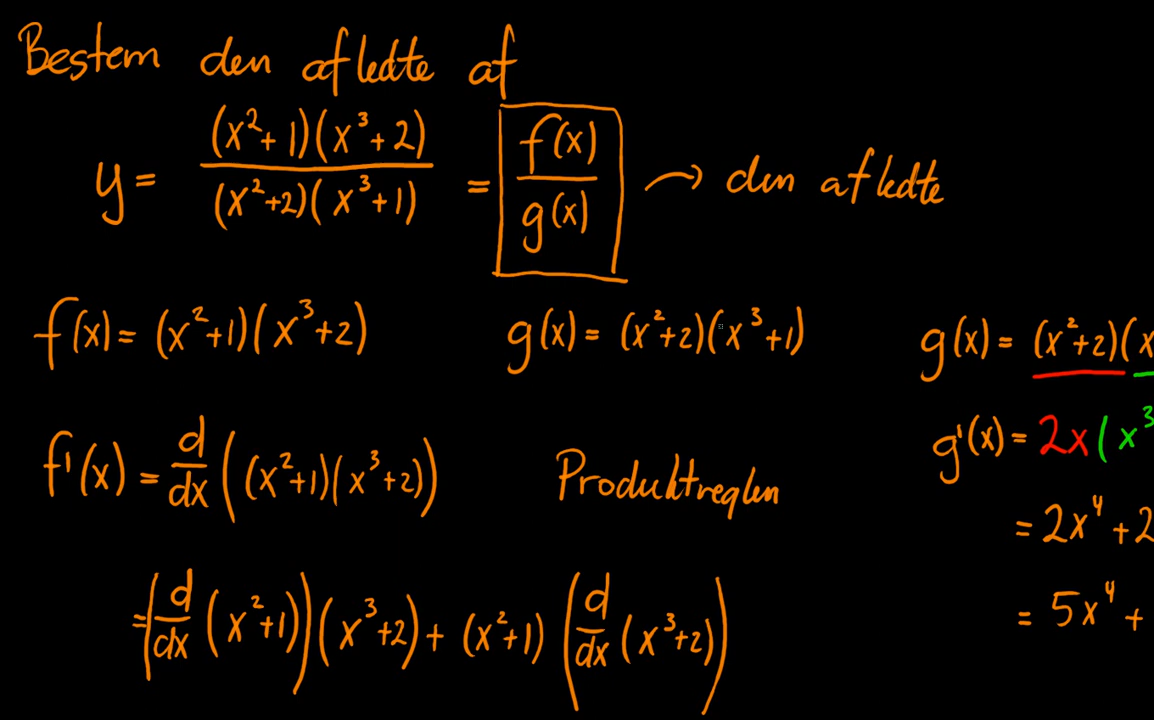 Bestem den afledte af
y = (x²+1)(x³+2) / (x²+2)(x³+1) = f(x) / g(x) → den afledte
f(x) = (x²+1)(x³+2)
g(x) = (x²+2)(x³+1)
f'(x) = d/dx ((x²+1)(x³+2))
Produktreglen
= (d/dx (x²+1)) (x³+2) + (x²+1) (d/dx (x³+2))
g(x) = (x²+2)(x
g'(x) = 2x(x³
= 2x⁴ + 2
= 5x⁴ +